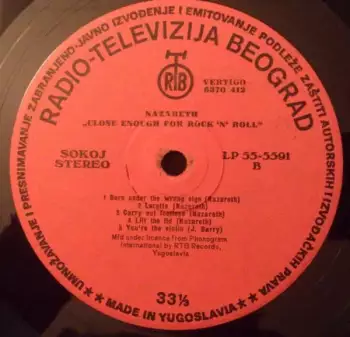 UMNOŽAVANJE I PRESNIMAVANJE ZABRANJENO·JAVNO IZVOĐENJE I EMITOVANJE PODLEŽE ZAŠTITI AUTORSKIH I IZVOĐAČKIH PRAVA
RADIO-TELEVIZIJA BEOGRAD
RTB
VERTIGO
6370 412
NAZARETH
„CLOSE ENOUGH FOR ROCK 'N' ROLL"
SOKOJ
STEREO
LP 55-5591
B
1 Born under the wrong sign (Nazareth)
2 Loretta (Nazareth)
3 Carry out feelings (Nazareth)
4 Lift the lid (Nazareth)
5 You're the violin (J. Barry)
Mfd under licence from Phonogram
International by RTB Records,
Yugoslavia.
33⅓
MADE IN YUGOSLAVIA